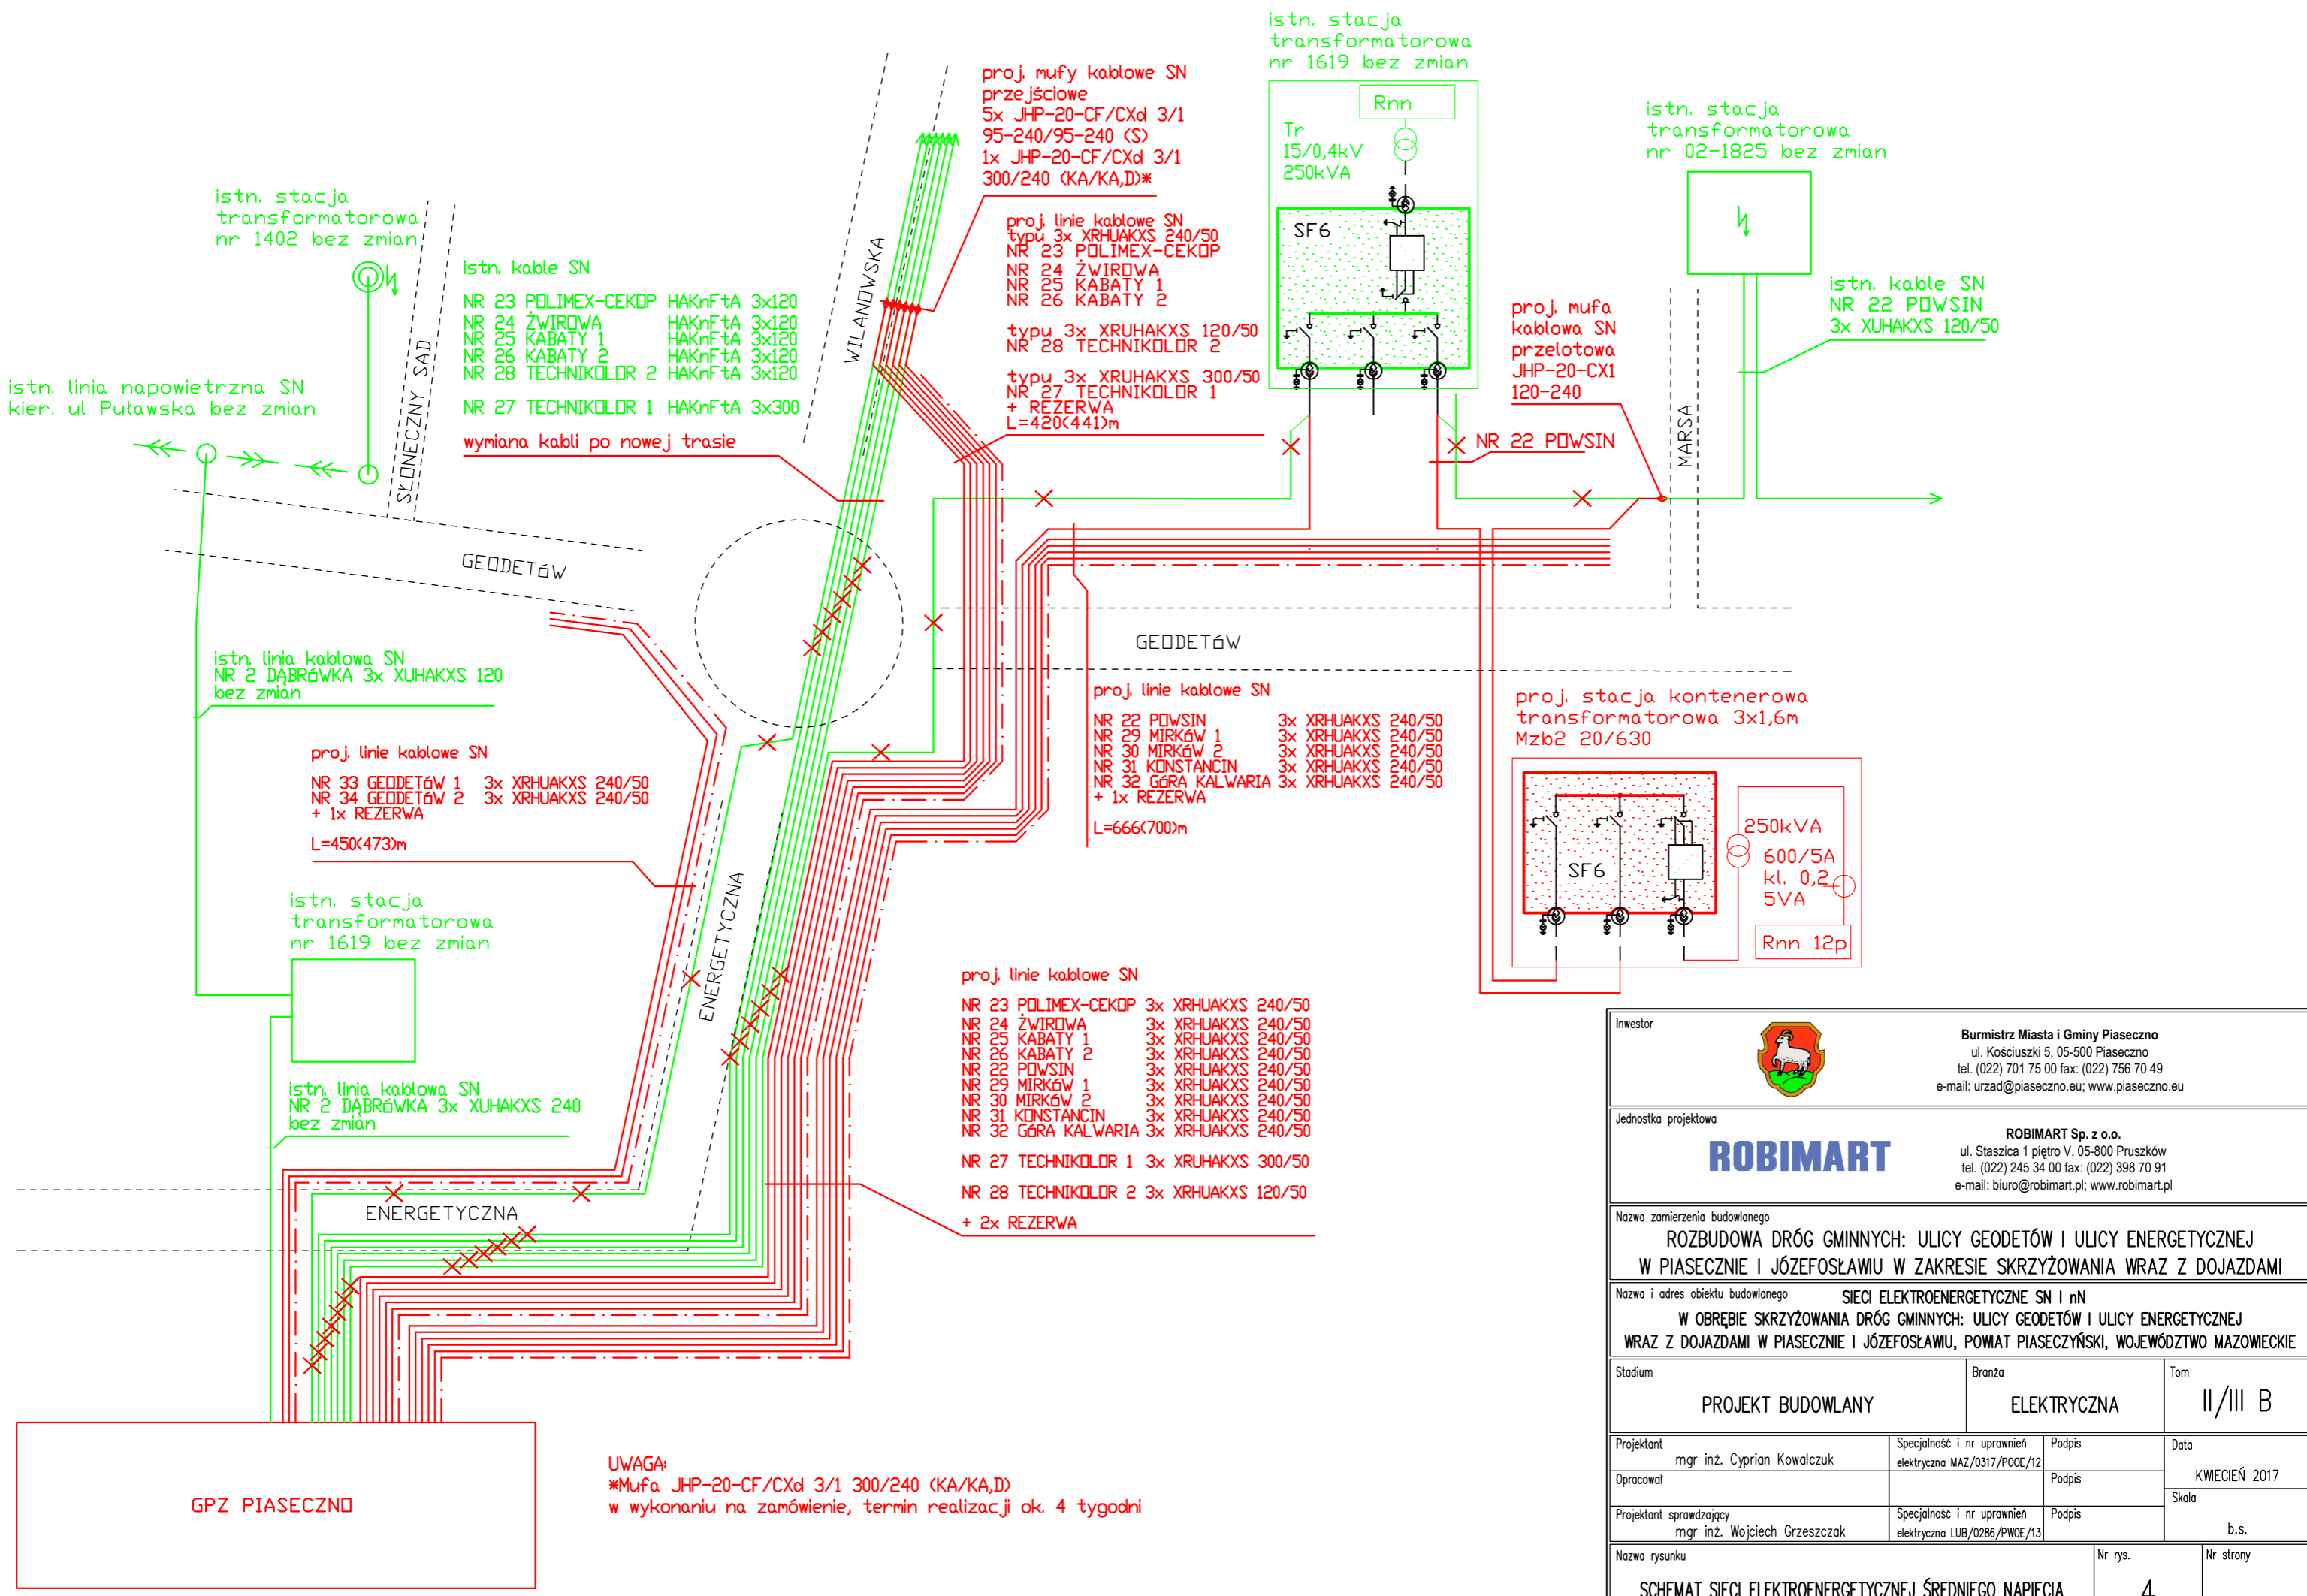 istn. stacja
transformatorowa
nr 1619 bez zmian
Rnn
Tr
15/0,4kV
250kVA
SF6
proj. mufy kablowe SN
przejściowe
5x JHP-20-CF/CXd 3/1
95-240/95-240 (S)
1x JHP-20-CF/CXd 3/1
300/240 (KA/KA,D)*
istn. stacja
transformatorowa
nr 02-1825 bez zmian
istn. stacja
transformatorowa
nr 1402 bez zmian
SŁONECZNY SAD
WILANOWSKA
istn. kable SN
NR 23 POLIMEX-CEKOP HAKnFtA 3x120
NR 24 ŻWIROWA HAKnFtA 3x120
NR 25 KABATY 1 HAKnFtA 3x120
NR 26 KABATY 2 HAKnFtA 3x120
NR 28 TECHNIKOLOR 2 HAKnFtA 3x120
NR 27 TECHNIKOLOR 1 HAKnFtA 3x300
wymiana kabli po nowej trasie
proj. linie kablowe SN
typu 3x XRHUAKXS 240/50
NR 23 POLIMEX-CEKOP
NR 24 ŻWIROWA
NR 25 KABATY 1
NR 26 KABATY 2
typu 3x XRUHAKXS 120/50
NR 28 TECHNIKOLOR 2
typu 3x XRUHAKXS 300/50
NR 27 TECHNIKOLOR 1
+ REZERWA
L=420(441)m
proj. mufa
kablowa SN
przelotowa
JHP-20-CX1
120-240
istn. kable SN
NR 22 POWSIN
3x XUHAKXS 120/50
MARSA
NR 22 POWSIN
istn. linia napowietrzna SN
kier. ul Puławska bez zmian
GEODETóW
GEODETóW
istn. linia kablowa SN
NR 2 DĄBRóWKA 3x XUHAKXS 120
bez zmian
proj. linie kablowe SN
NR 33 GEODETóW 1 3x XRHUAKXS 240/50
NR 34 GEODETóW 2 3x XRHUAKXS 240/50
+ 1x REZERWA
L=450(473)m
proj. linie kablowe SN
NR 22 POWSIN 3x XRHUAKXS 240/50
NR 29 MIRKóW 1 3x XRHUAKXS 240/50
NR 30 MIRKóW 2 3x XRHUAKXS 240/50
NR 31 KONSTANCIN 3x XRHUAKXS 240/50
NR 32 GóRA KALWARIA 3x XRHUAKXS 240/50
+ 1x REZERWA
L=666(700)m
proj. stacja kontenerowa
transformatorowa 3x1,6m
Mzb2 20/630
SF6
250kVA
600/5A
kl. 0,2
5VA
Rnn 12p
istn. stacja
transformatorowa
nr 1619 bez zmian
ENERGETYCZNA
istn. linia kablowa SN
NR 2 DĄBRóWKA 3x XUHAKXS 240
bez zmian
proj. linie kablowe SN
NR 23 POLIMEX-CEKOP 3x XRHUAKXS 240/50
NR 24 ŻWIROWA 3x XRHUAKXS 240/50
NR 25 KABATY 1 3x XRHUAKXS 240/50
NR 26 KABATY 2 3x XRHUAKXS 240/50
NR 22 POWSIN 3x XRHUAKXS 240/50
NR 29 MIRKóW 1 3x XRHUAKXS 240/50
NR 30 MIRKóW 2 3x XRHUAKXS 240/50
NR 31 KONSTANCIN 3x XRHUAKXS 240/50
NR 32 GóRA KALWARIA 3x XRHUAKXS 240/50
NR 27 TECHNIKOLOR 1 3x XRUHAKXS 300/50
NR 28 TECHNIKOLOR 2 3x XRHUAKXS 120/50
+ 2x REZERWA
ENERGETYCZNA
GPZ PIASECZNO
UWAGA:
*Mufa JHP-20-CF/CXd 3/1 300/240 (KA/KA,D)
w wykonaniu na zamówienie, termin realizacji ok. 4 tygodni
Inwestor
Burmistrz Miasta i Gminy Piaseczno
ul. Kościuszki 5, 05-500 Piaseczno
tel. (022) 701 75 00 fax: (022) 756 70 49
e-mail: urzad@piaseczno.eu; www.piaseczno.eu
Jednostka projektowa
ROBIMART
ROBIMART Sp. z o.o.
ul. Staszica 1 piętro V, 05-800 Pruszków
tel. (022) 245 34 00 fax: (022) 398 70 91
e-mail: biuro@robimart.pl; www.robimart.pl
Nazwa zamierzenia budowlanego
ROZBUDOWA DRÓG GMINNYCH: ULICY GEODETÓW I ULICY ENERGETYCZNEJ
W PIASECZNIE I JÓZEFOSŁAWIU W ZAKRESIE SKRZYŻOWANIA WRAZ Z DOJAZDAMI
Nazwa i adres obiektu budowlanego SIECI ELEKTROENERGETYCZNE SN I nN
W OBRĘBIE SKRZYŻOWANIA DRÓG GMINNYCH: ULICY GEODETÓW I ULICY ENERGETYCZNEJ
WRAZ Z DOJAZDAMI W PIASECZNIE I JÓZEFOSŁAWIU, POWIAT PIASECZYŃSKI, WOJEWÓDZTWO MAZOWIECKIE
Stadium Branża Tom
PROJEKT BUDOWLANY ELEKTRYCZNA II/III B
Projektant Specjalność i nr uprawnień Podpis Data
mgr inż. Cyprian Kowalczuk elektryczna MAZ/0317/POOE/12
Opracował Podpis KWIECIEŃ 2017
Skala
Projektant sprawdzający Specjalność i nr uprawnień Podpis
mgr inż. Wojciech Grzeszczak elektryczna LUB/0286/PWOE/13 b.s.
Nazwa rysunku Nr rys. Nr strony
SCHEMAT SIECI ELEKTROENERGETYCZNEJ ŚREDNIEGO NAPIĘCIA 4